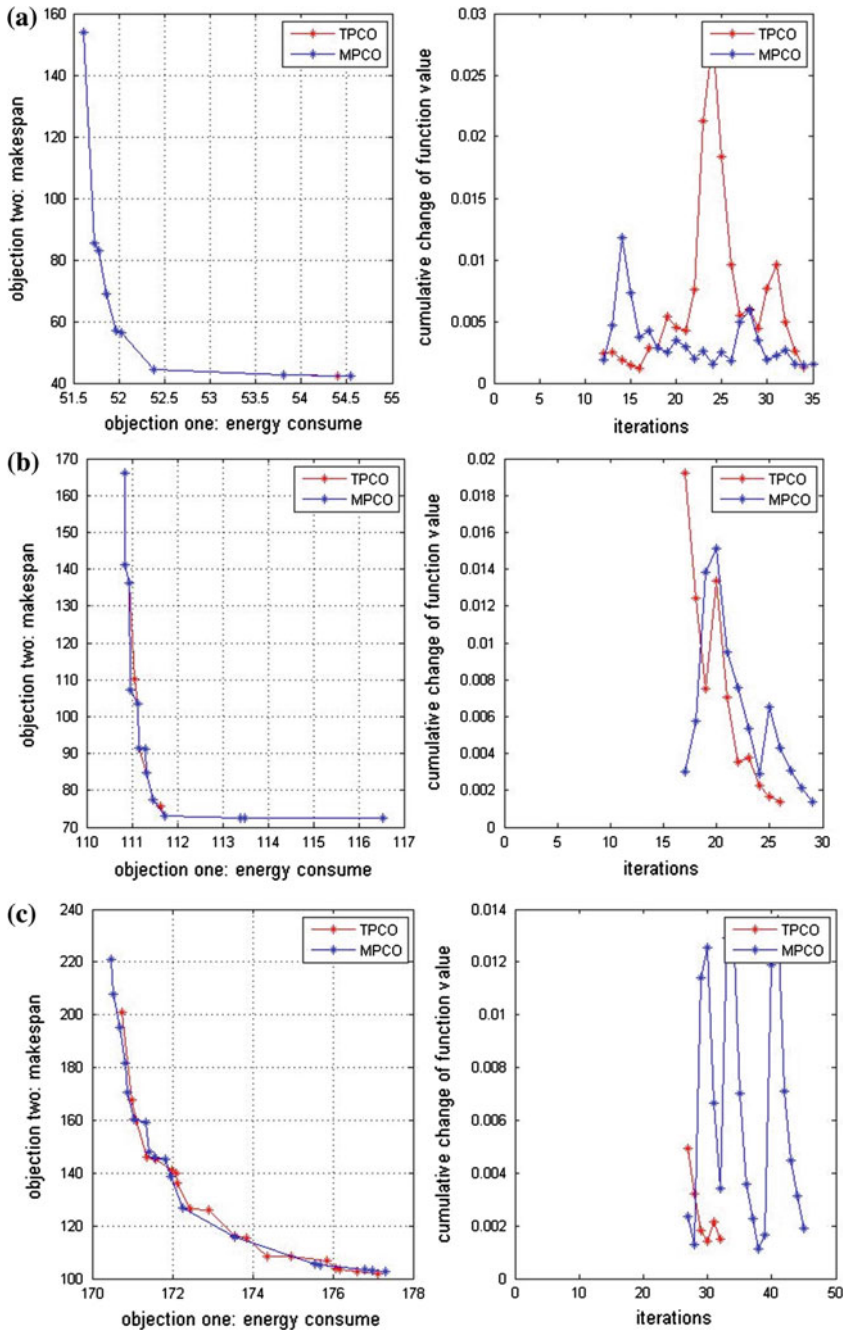 (a)
160
140
120
100
80
60
40
51.5 52 52.5 53 53.5 54 54.5 55
objection two: makespan
objection one: energy consume
TPCO
MPCO
0.03
0.025
0.02
0.015
0.01
0.005
0
0 5 10 15 20 25 30 35
cumulative change of function value
iterations
TPCO
MPCO
(b)
170
160
150
140
130
120
110
100
90
80
70
110 111 112 113 114 115 116 117
objection two: makespan
objection one: energy consume
TPCO
MPCO
0.02
0.018
0.016
0.014
0.012
0.01
0.008
0.006
0.004
0.002
0
0 5 10 15 20 25 30
cumulative change of function value
iterations
TPCO
MPCO
(c)
240
220
200
180
160
140
120
100
170 172 174 176 178
objection two: makespan
objection one: energy consume
TPCO
MPCO
0.014
0.012
0.01
0.008
0.006
0.004
0.002
0
0 10 20 30 40 50
cumulative change of function value
iterations
TPCO
MPCO